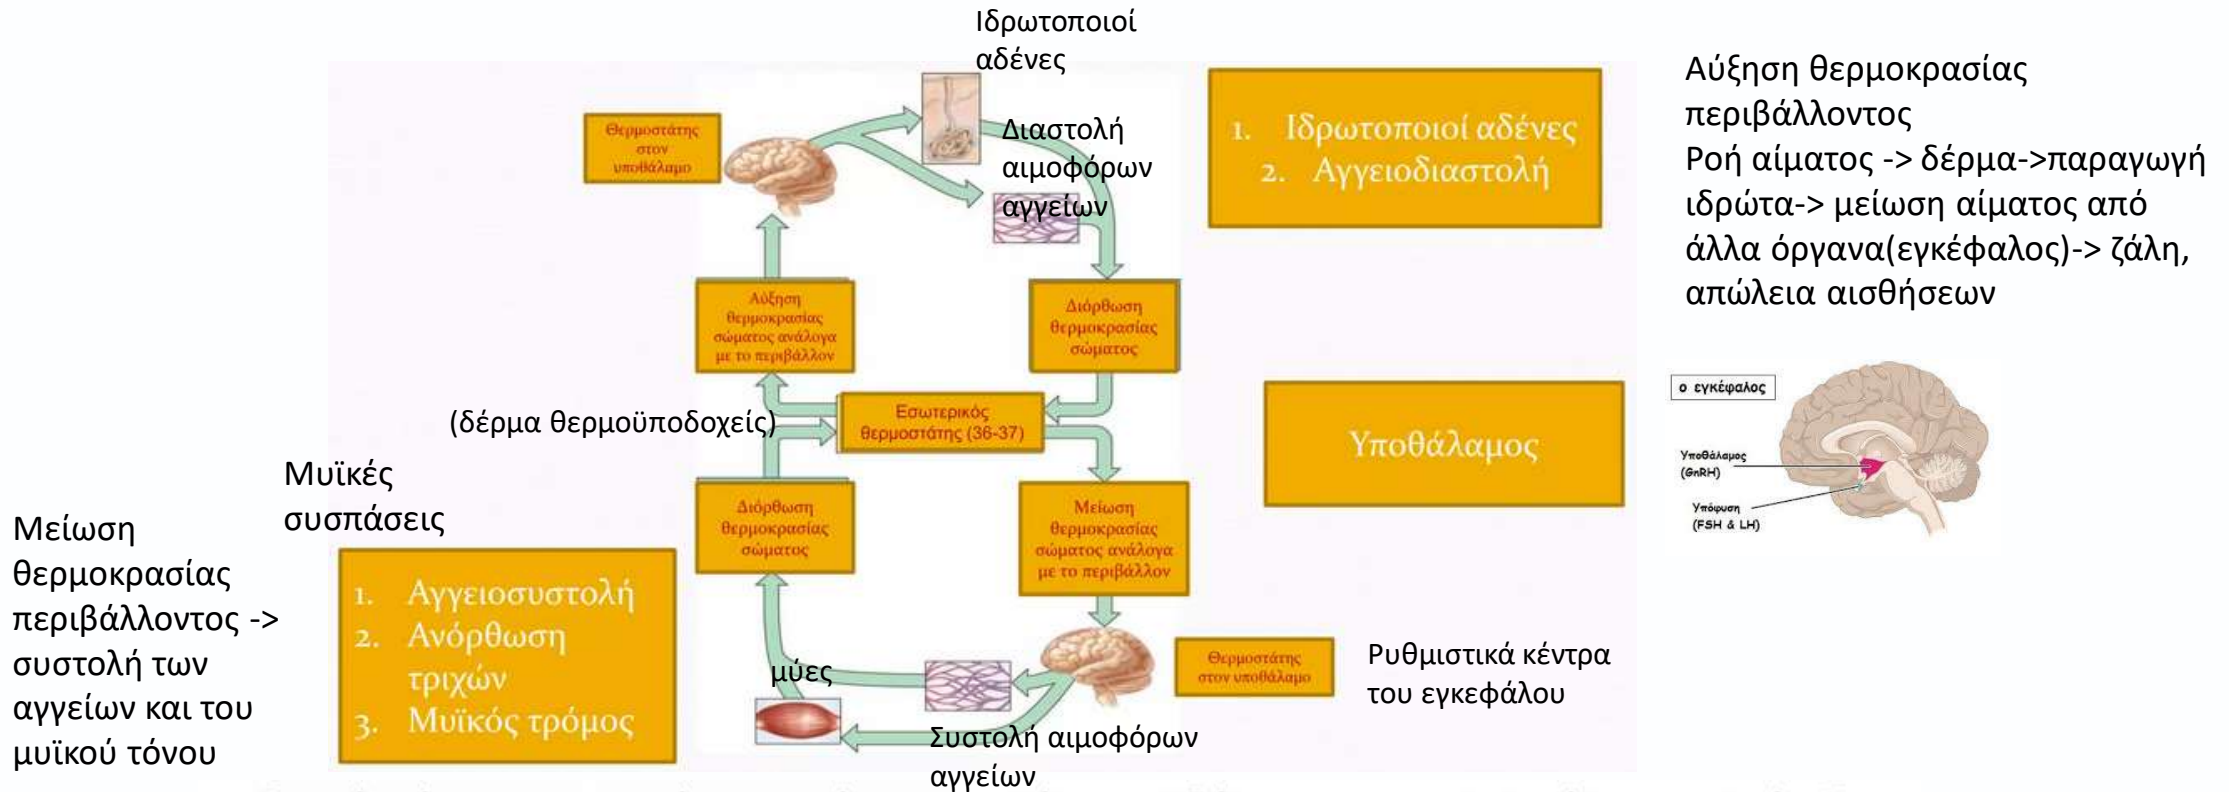 Ιδρωτοποιοί
αδένες
Θερμοστάτης
στον
υποθάλαμο
Διαστολή
αιμοφόρων
αγγείων
1. Ιδρωτοποιοί αδένες
2. Αγγειοδιαστολή
Αύξηση θερμοκρασίας
περιβάλλοντος
Ροή αίματος -> δέρμα->παραγωγή
ιδρώτα-> μείωση αίματος από
άλλα όργανα(εγκέφαλος)-> ζάλη,
απώλεια αισθήσεων
Αύξηση
θερμοκρασίας
σώματος ανάλογα
με το περιβάλλον
Διόρθωση
θερμοκρασίας
σώματος
(δέρμα θερμοϋποδοχείς)
Εσωτερικός
θερμοστάτης (36-37)
Υποθάλαμος
ο εγκέφαλος
Υποθάλαμος
(GnRH)
Υπόφυση
(FSH & LH)
Μυϊκές
συσπάσεις
Διόρθωση
θερμοκρασίας
σώματος
Μείωση
θερμοκρασίας
σώματος ανάλογα
με το περιβάλλον
Μείωση
θερμοκρασίας
περιβάλλοντος ->
συστολή των
αγγείων και του
μυϊκού τόνου
1. Αγγειοσυστολή
2. Ανόρθωση
τριχών
3. Μυϊκός τρόμος
μύες
Θερμοστάτης
στον υποθάλαμο
Ρυθμιστικά κέντρα
του εγκεφάλου
Συστολή αιμοφόρων
αγγείων